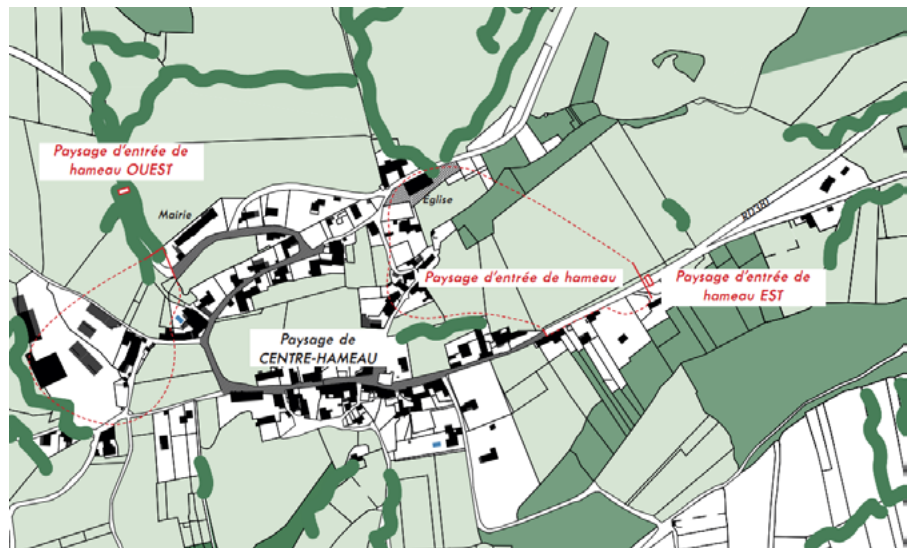 Paysage d'entrée de
hameau OUEST
Mairie
Eglise
RD381
Paysage d'entrée de hameau
Paysage d'entrée de
hameau EST
Paysage de
CENTRE-HAMEAU